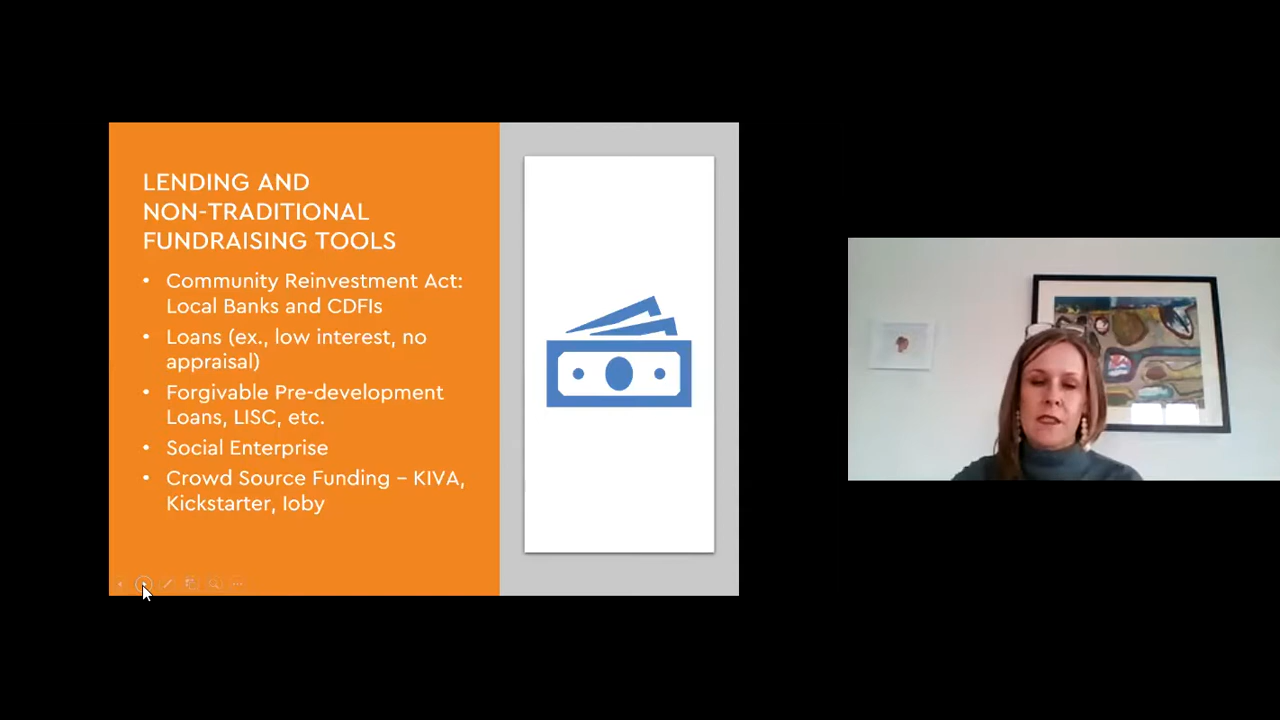 LENDING AND
NON-TRADITIONAL
FUNDRAISING TOOLS
• Community Reinvestment Act:
Local Banks and CDFIs
• Loans (ex., low interest, no
appraisal)
• Forgivable Pre-development
Loans, LISC, etc.
• Social Enterprise
• Crowd Source Funding – KIVA,
Kickstarter, Ioby